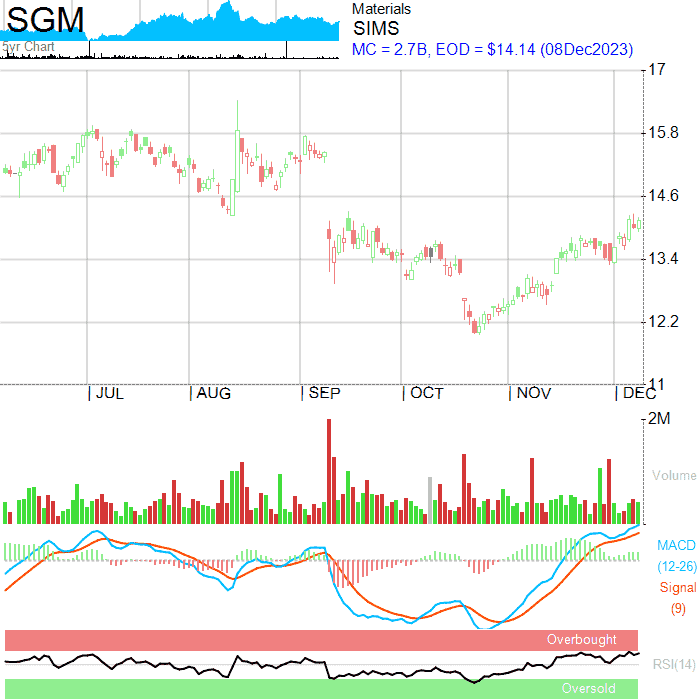 SGM
5yr Chart
Materials
SIMS
MC = 2.7B, EOD = $14.14 (08Dec2023)
17
15.8
14.6
13.4
12.2
11
JUL AUG SEP OCT NOV DEC
2M
Volume
MACD
(12-26)
Signal
(9)
Overbought
RSI(14)
Oversold